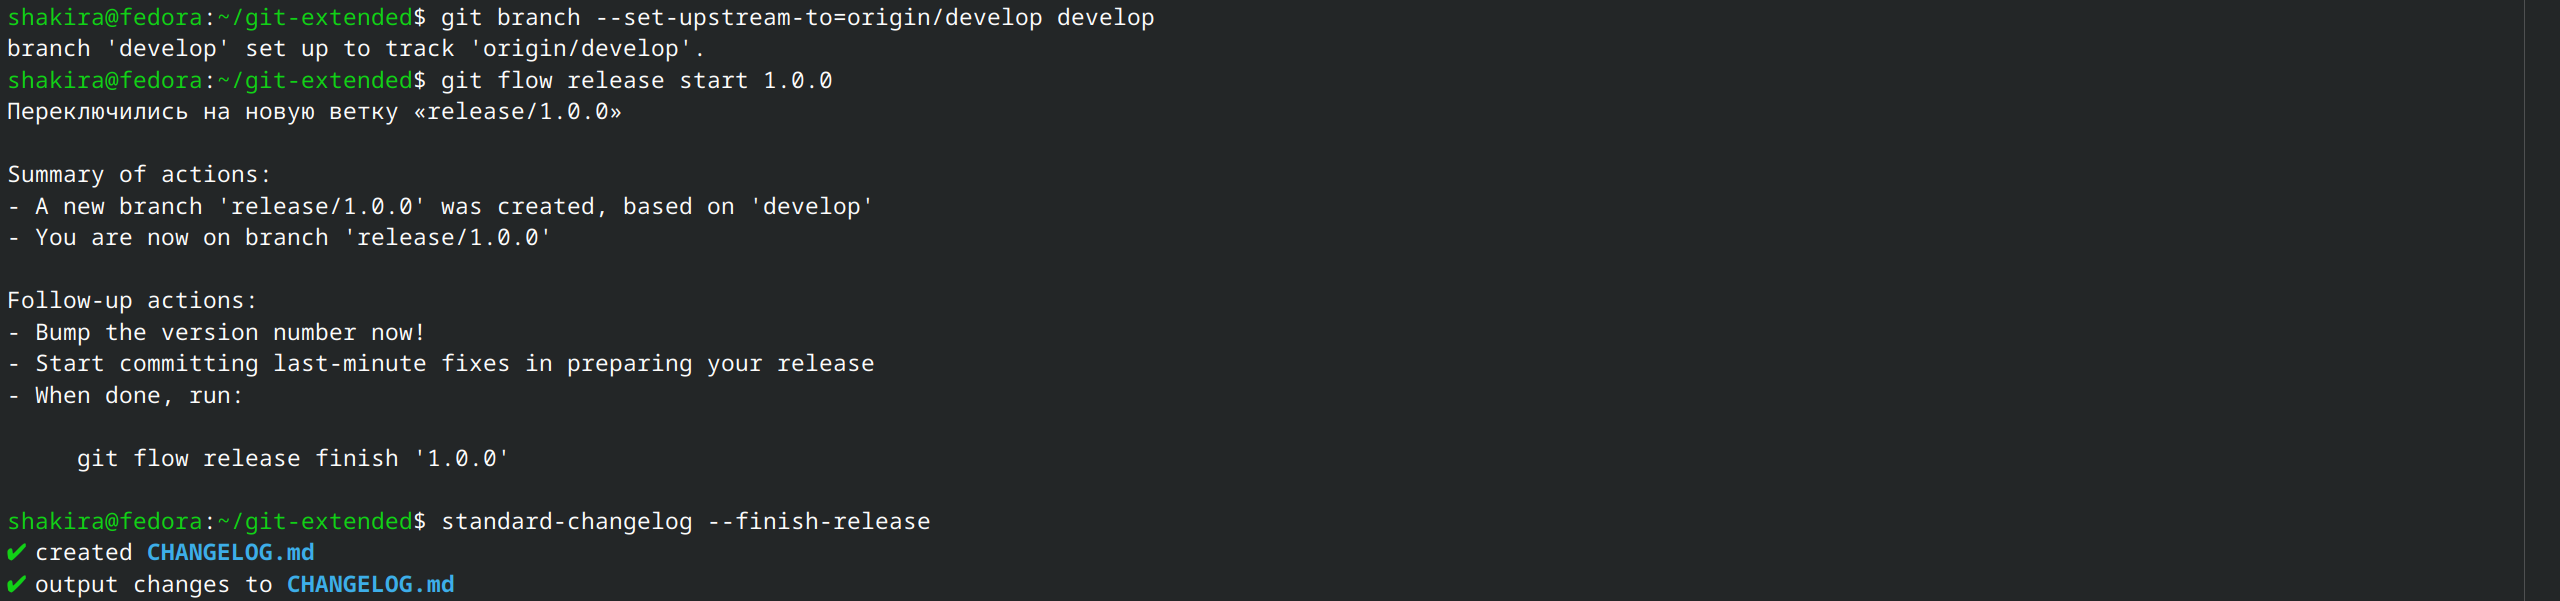 shakira@fedora:~/git-extended$ git branch --set-upstream-to=origin/develop develop
branch 'develop' set up to track 'origin/develop'.
shakira@fedora:~/git-extended$ git flow release start 1.0.0
Переключились на новую ветку «release/1.0.0»
Summary of actions:
- A new branch 'release/1.0.0' was created, based on 'develop'
- You are now on branch 'release/1.0.0'
Follow-up actions:
- Bump the version number now!
- Start committing last-minute fixes in preparing your release
- When done, run:
git flow release finish '1.0.0'
shakira@fedora:~/git-extended$ standard-changelog --finish-release
✔ created CHANGELOG.md
✔ output changes to CHANGELOG.md